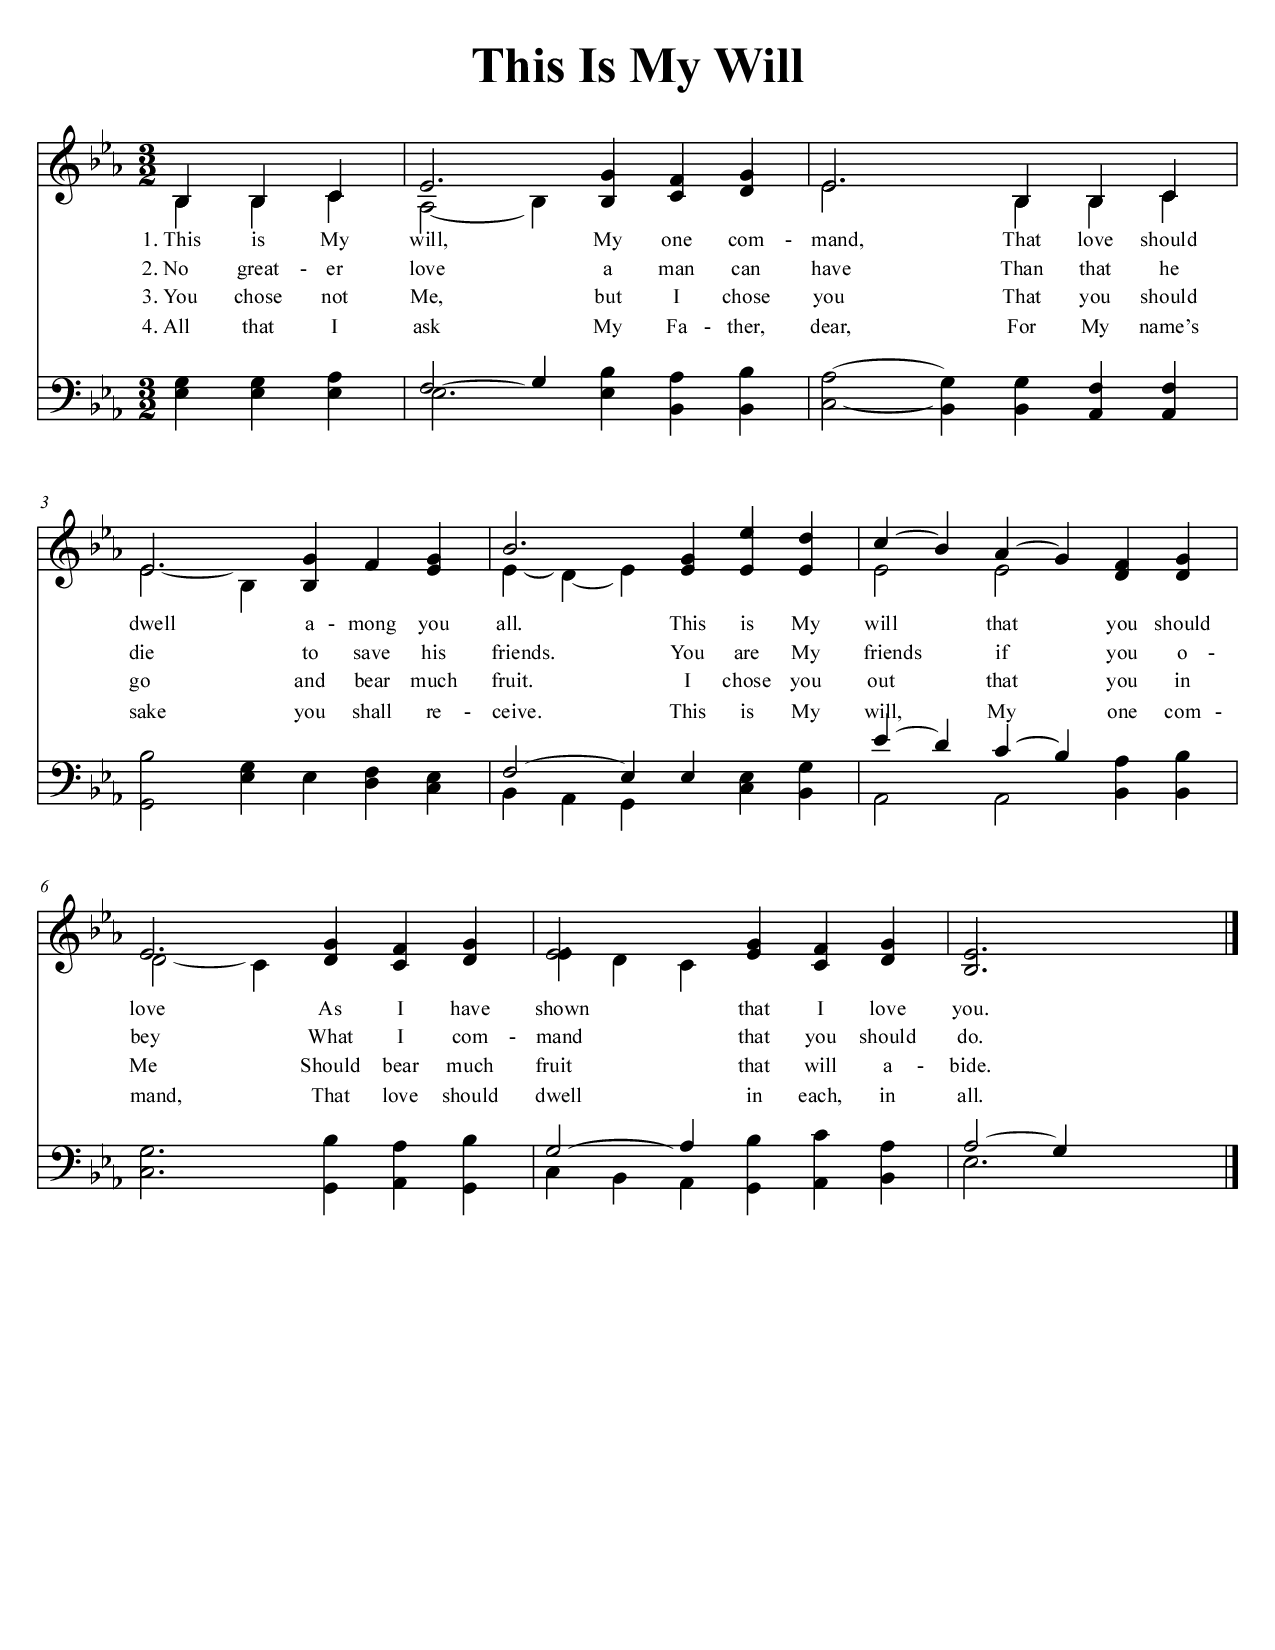 This Is My Will
3
2
1. This is My will, My one com - mand, That love should
2. No great - er love a man can have Than that he
3. You chose not Me, but I chose you That you should
4. All that I ask My Fa - ther, dear, For My name’s
3
2
3
dwell a - mong you all. This is My will that you should
die to save his friends. You are My friends if you o -
go and bear much fruit. I chose you out that you in
sake you shall re - ceive. This is My will, My one com -
6
love As I have shown that I love you.
bey What I com - mand that you should do.
Me Should bear much fruit that will a - bide.
mand, That love should dwell in each, in all.